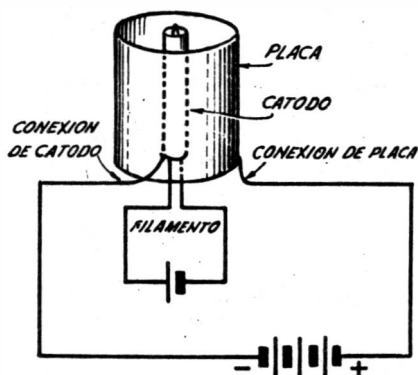 PLACA
CATODO
CONEXION
DE CATODO
CONEXION DE PLACA
FILAMENTO
- +